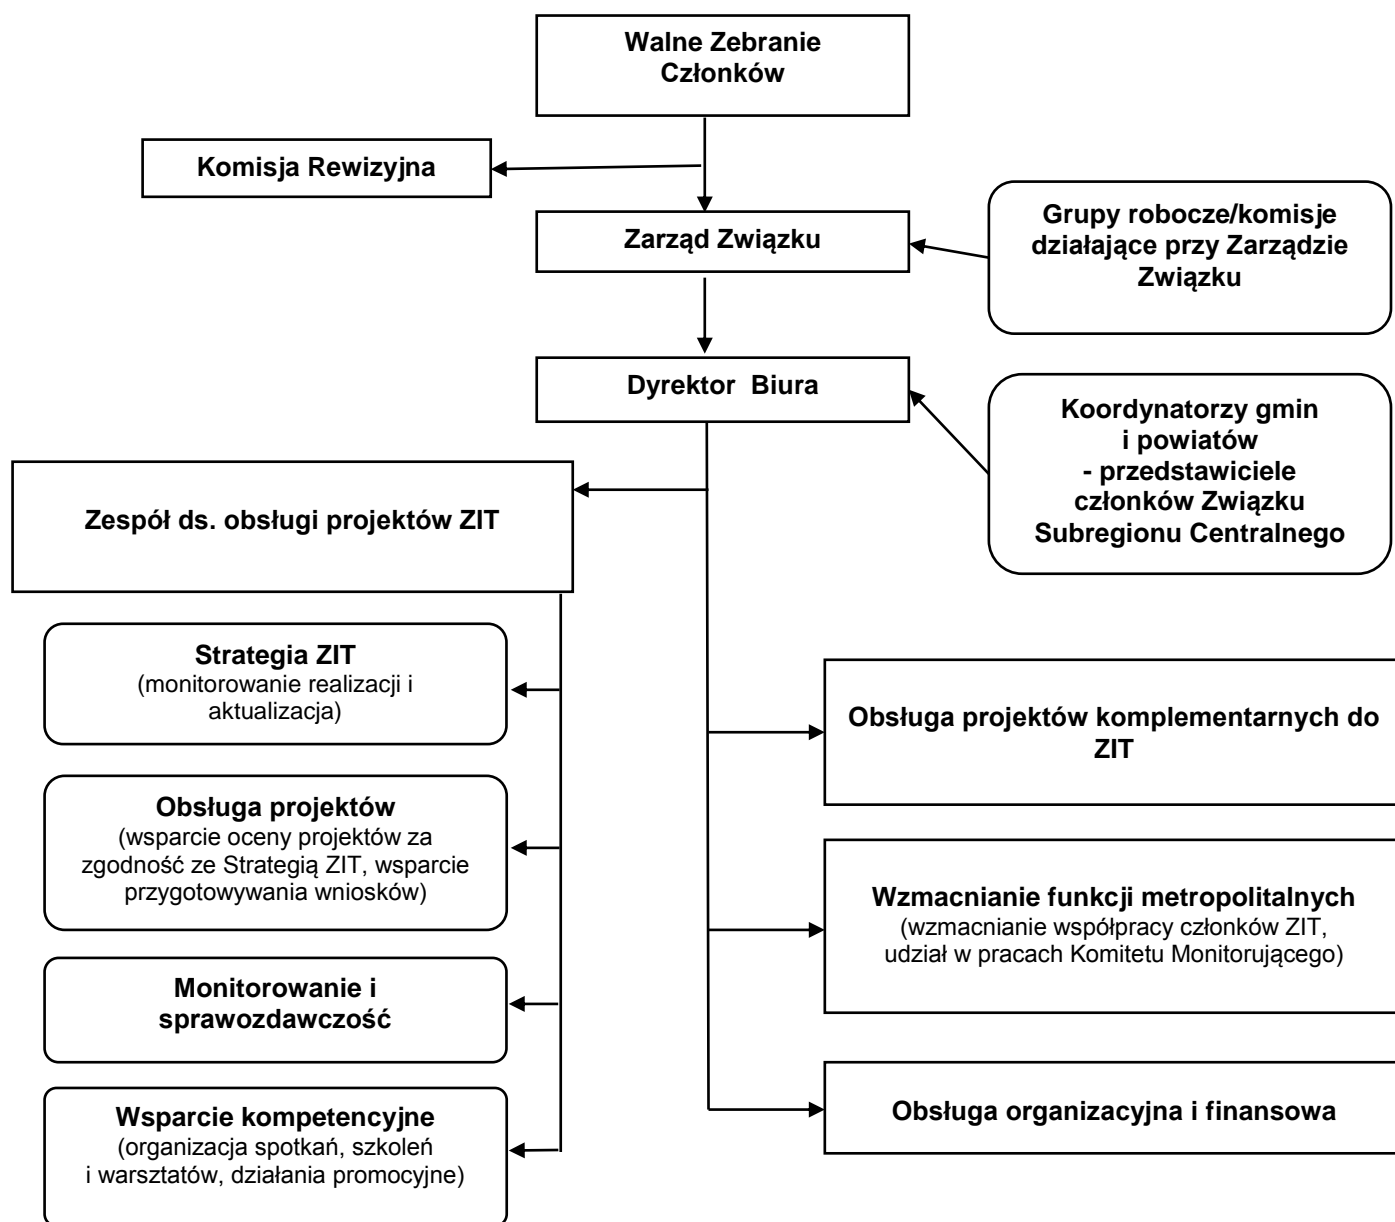 Walne Zebranie
Członków
Komisja Rewizyjna
Zarząd Związku
Grupy robocze/komisje
działające przy Zarządzie
Związku
Dyrektor Biura
Koordynatorzy gmin
i powiatów
- przedstawiciele
członków Związku
Subregionu Centralnego
Zespół ds. obsługi projektów ZIT
Strategia ZIT
(monitorowanie realizacji i
aktualizacja)
Obsługa projektów
(wsparcie oceny projektów za
zgodność ze Strategią ZIT, wsparcie
przygotowywania wniosków)
Monitorowanie i
sprawozdawczość
Wsparcie kompetencyjne
(organizacja spotkań, szkoleń
i warsztatów, działania promocyjne)
Obsługa projektów komplementarnych do
ZIT
Wzmacnianie funkcji metropolitalnych
(wzmacnianie współpracy członków ZIT,
udział w pracach Komitetu Monitorującego)
Obsługa organizacyjna i finansowa